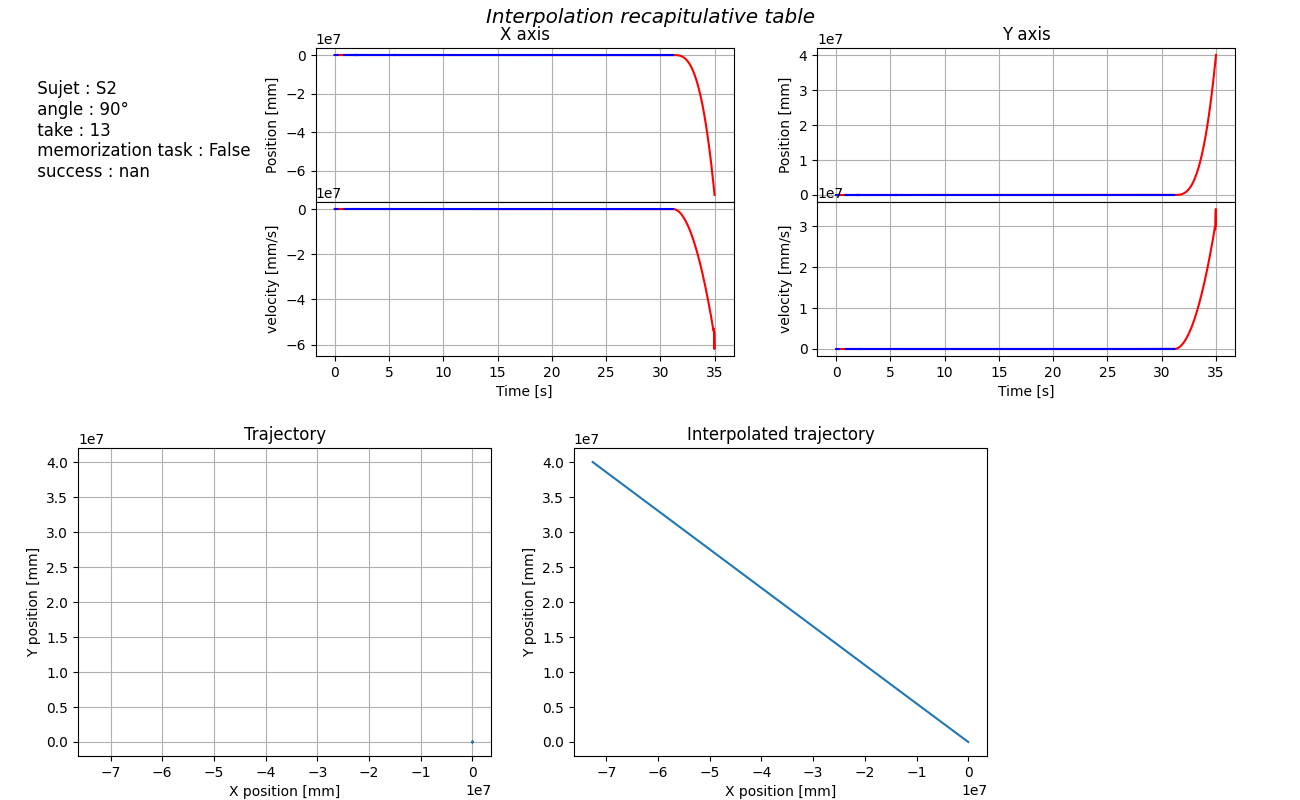 Interpolation recapitulative table
Sujet : S2
angle : 90°
take : 13
memorization task : False
success : nan
X axis
1e7
0
−2
−4
−6
Position [mm]
1e7
0
−2
−4
−6
velocity [mm/s]
0 5 10 15 20 25 30 35
Time [s]
Y axis
1e7
4
3
2
1
0
Position [mm]
1e7
3
2
1
0
velocity [mm/s]
0 5 10 15 20 25 30 35
Time [s]
Trajectory
1e7
4.0
3.5
3.0
2.5
2.0
1.5
1.0
0.5
0.0
Y position [mm]
−7 −6 −5 −4 −3 −2 −1 0
X position [mm]
1e7
Interpolated trajectory
1e7
4.0
3.5
3.0
2.5
2.0
1.5
1.0
0.5
0.0
Y position [mm]
−7 −6 −5 −4 −3 −2 −1 0
X position [mm]
1e7